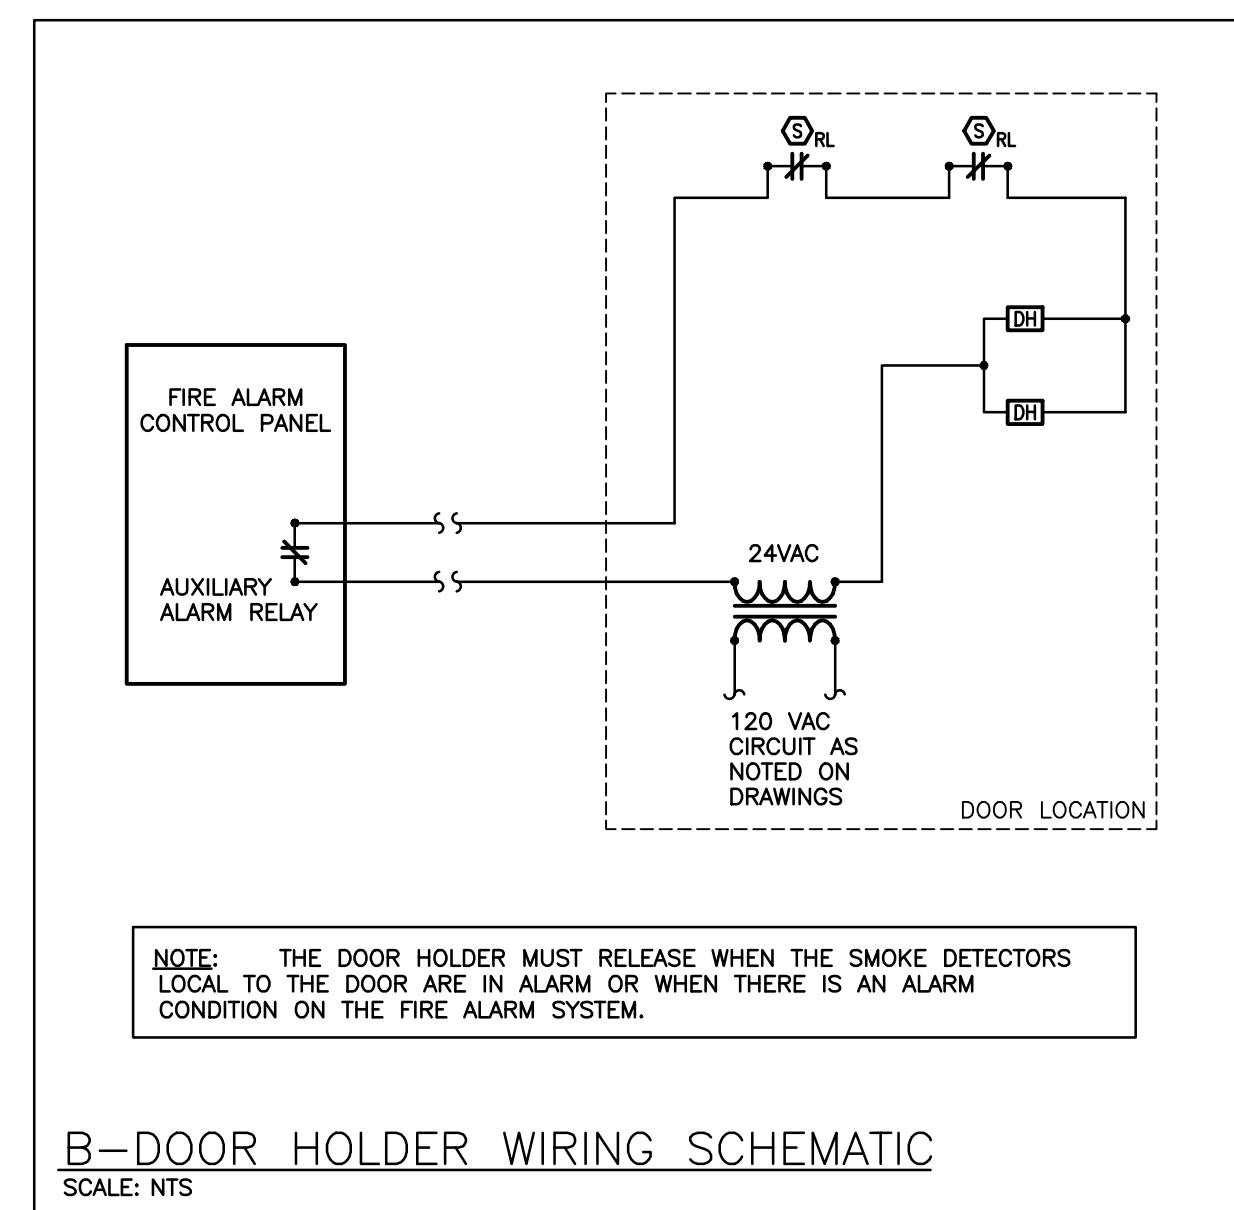 S RL
S RL
DH
DH
FIRE ALARM
CONTROL PANEL
AUXILIARY
ALARM RELAY
24VAC
120 VAC
CIRCUIT AS
NOTED ON
DRAWINGS
DOOR LOCATION
NOTE: THE DOOR HOLDER MUST RELEASE WHEN THE SMOKE DETECTORS
LOCAL TO THE DOOR ARE IN ALARM OR WHEN THERE IS AN ALARM
CONDITION ON THE FIRE ALARM SYSTEM.
B-DOOR HOLDER WIRING SCHEMATIC
SCALE: NTS